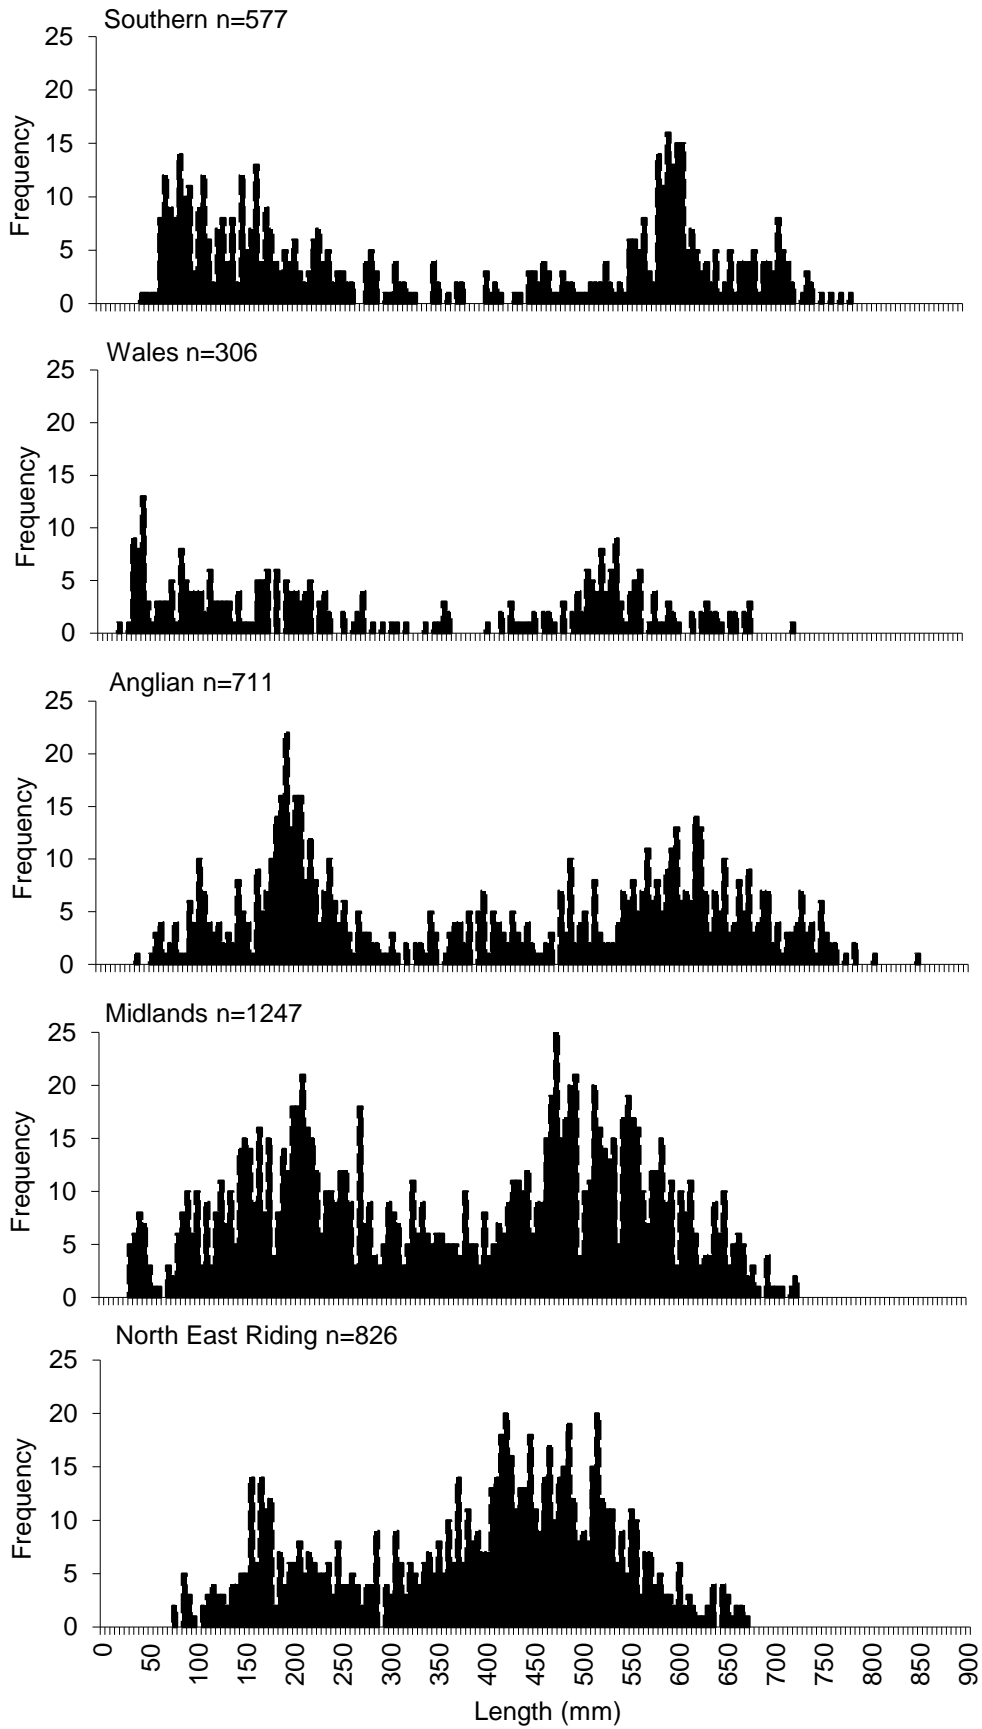 Southern n=577
25
20
15
10
5
0
Frequency
Wales n=306
25
20
15
10
5
0
Frequency
Anglian n=711
25
20
15
10
5
0
Frequency
Midlands n=1247
25
20
15
10
5
0
Frequency
North East Riding n=826
25
20
15
10
5
0
Frequency
0 50 100 150 200 250 300 350 400 450 500 550 600 650 700 750 800 850 900
Length (mm)